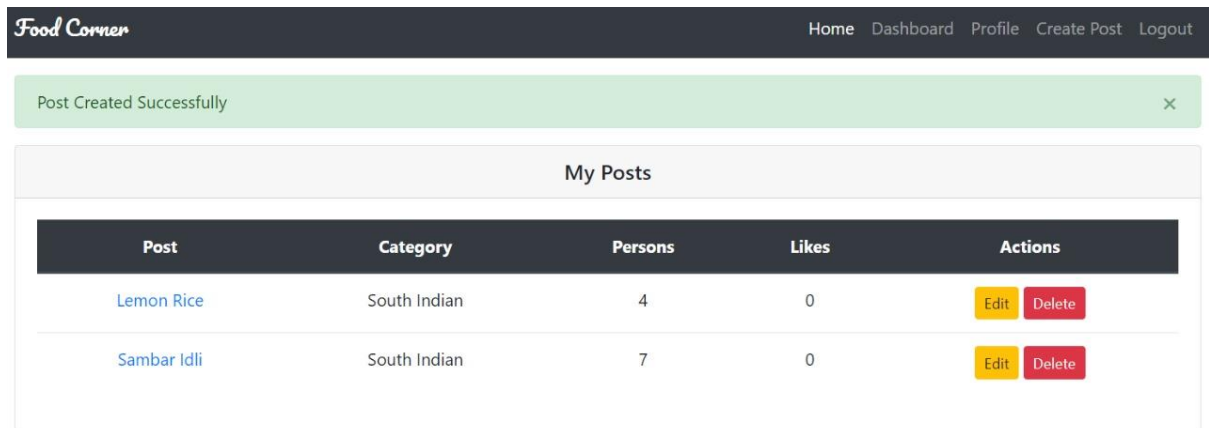 Food Corner Home Dashboard Profile Create Post Logout
Post Created Successfully ×
My Posts
Post Category Persons Likes Actions
Lemon Rice South Indian 4 0 Edit Delete
Sambar Idli South Indian 7 0 Edit Delete